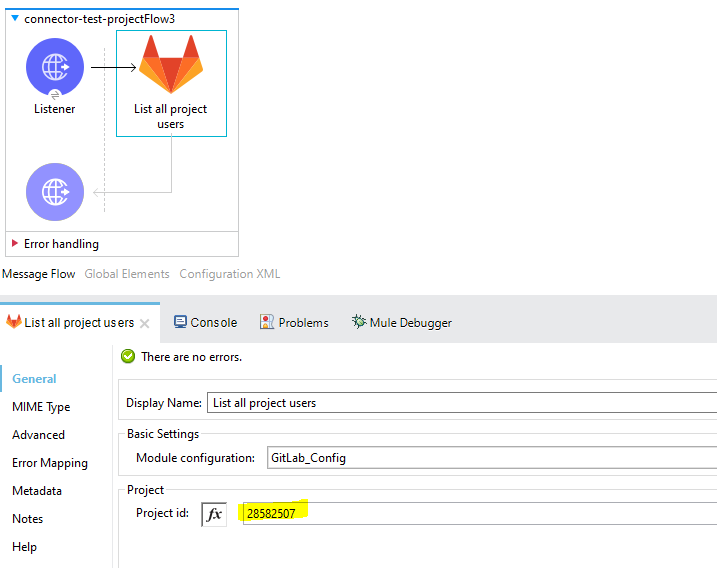 connector-test-projectFlow3
Listener
List all project
users
Error handling
Message Flow Global Elements Configuration XML
List all project users Console Problems Mule Debugger
There are no errors.
General
MIME Type
Advanced
Error Mapping
Metadata
Notes
Help
Display Name: List all project users
Basic Settings
Module configuration: GitLab_Config
Project
Project id: fx 28582507